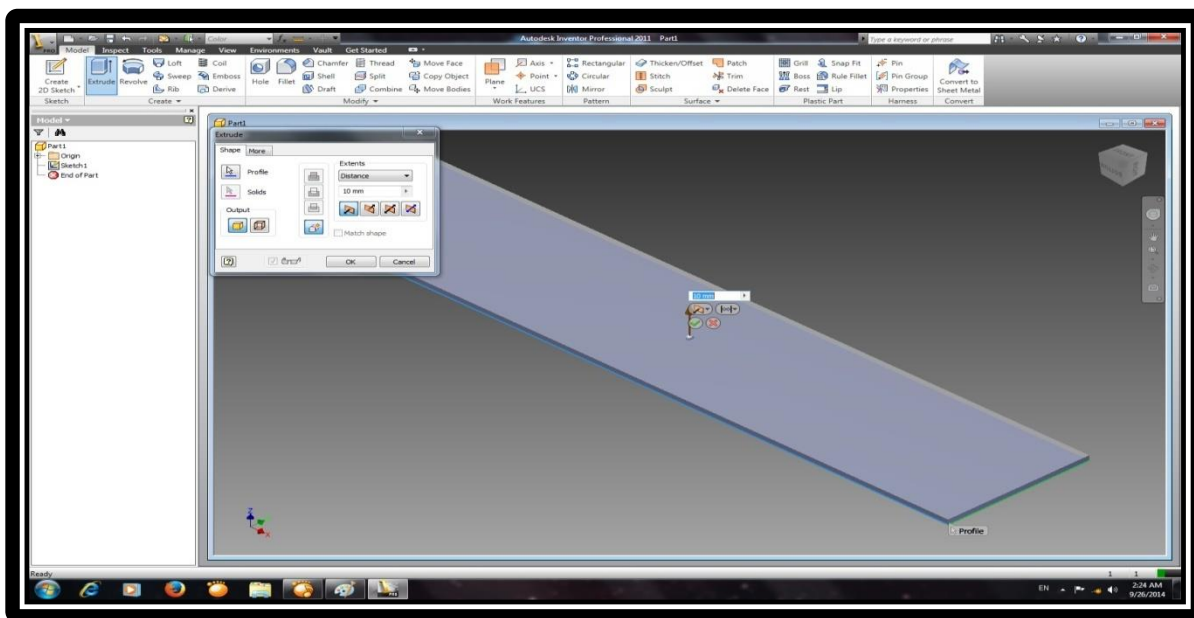 Color
Autodesk Inventor Professional 2011 Part1
Type a keyword or phrase
PRO
Model Inspect Tools Manage View Environments Vault Get Started
Create
2D Sketch
Extrude
Revolve
Loft
Sweep
Rib
Coil
Emboss
Derive
Hole
Fillet
Chamfer
Shell
Draft
Thread
Split
Combine
Move Face
Copy Object
Move Bodies
Plane
Axis
Point
UCS
Rectangular
Circular
Mirror
Thicken/Offset
Stitch
Sculpt
Patch
Trim
Delete Face
Grill
Boss
Rest
Snap Fit
Rule Fillet
Lip
Pin
Pin Group
Properties
Convert to
Sheet Metal
Sketch
Create
Modify
Work Features
Pattern
Surface
Plastic Part
Harness
Convert
Model
Part1
Origin
Sketch1
End of Part
Part1
Extrude
Shape More
Profile
Solids
Output
Extents
Distance
10 mm
Match shape
OK
Cancel
10 mm
Profile
Z
X
Ready
1 1
EN
2:24 AM
9/26/2014